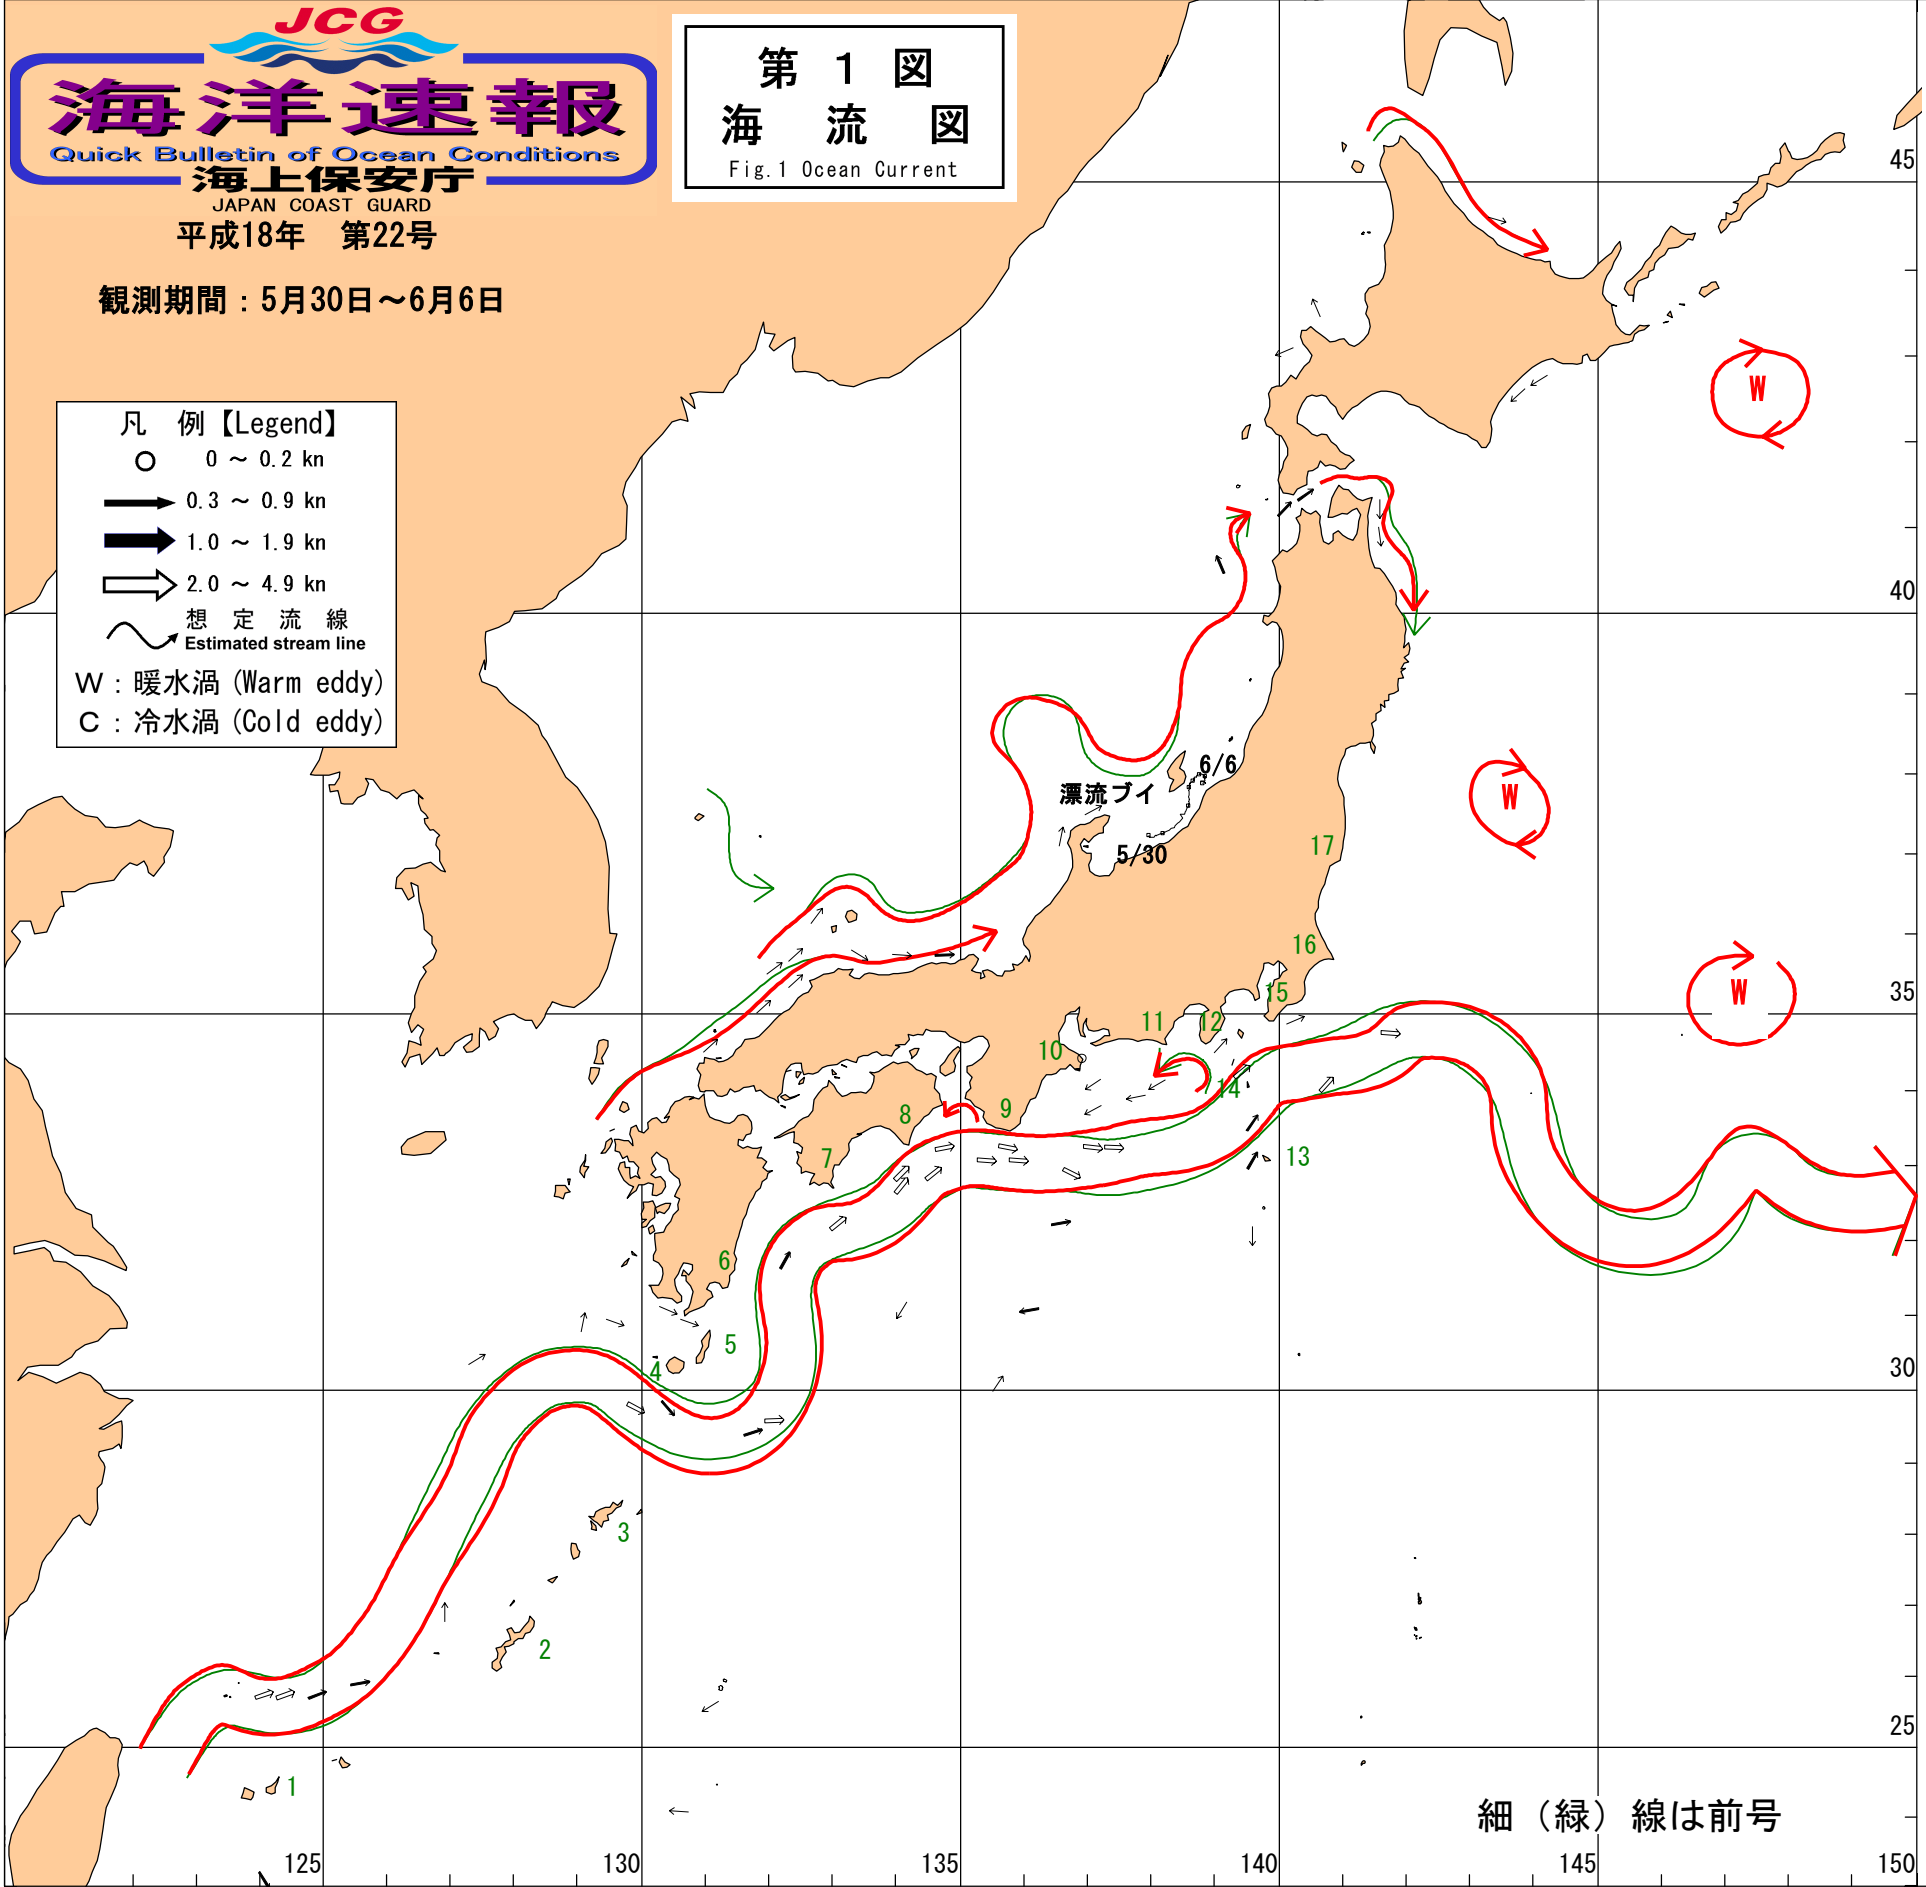 JCG
海洋速報
Quick Bulletin of Ocean Conditions
海上保安庁
JAPAN COAST GUARD
平成18年　第22号
観測期間：5月30日～6月6日
第 1 図
海 流 図
Fig.1 Ocean Current
凡 例【Legend】
0 ～ 0.2 kn
0.3 ～ 0.9 kn
1.0 ～ 1.9 kn
2.0 ～ 4.9 kn
想 定 流 線
Estimated stream line
W：暖水渦(Warm eddy)
C：冷水渦(Cold eddy)
45
W
40
6/6
漂流ブイ
W
5/30
17
16
W
35
15
11
12
10
14
9
8
7
13
6
5
4
30
3
2
25
1
細（緑）線は前号
125
130
135
140
145
150